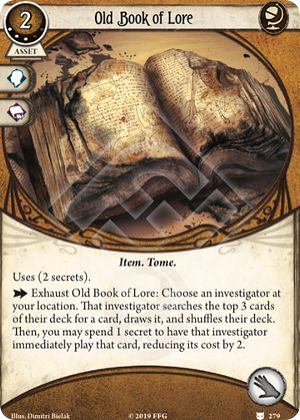 Old Book of Lore
2
ASSET
Item. Tome.
Uses (2 secrets).
Exhaust Old Book of Lore: Choose an investigator at
your location. That investigator searches the top 3 cards
of their deck for a card, draws it, and shuffles their deck.
Then, you may spend 1 secret to have that investigator
immediately play that card, reducing its cost by 2.
Illus. Dimitri Bielak
© 2019 FFG
279